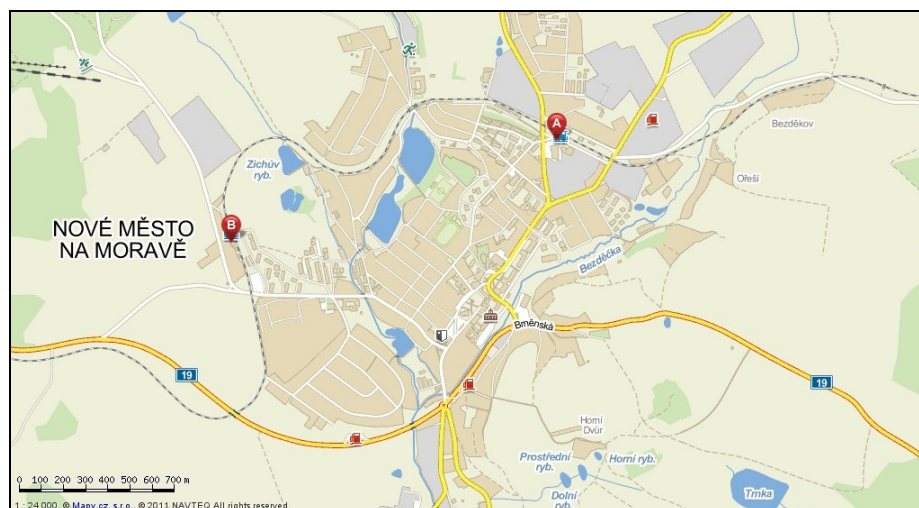 A
Bezděkov
Zichův
ryb.
Ořeší
B
NOVÉ MĚSTO
NA MORAVĚ
Bezděčka
Brněnská
19
19
Horní
Dvůr
Prostřední
ryb.
Horní ryb.
Dolní
ryb.
Trnka
0 100 200 300 400 500 600 700 m
1 : 24 000 © Mapy.cz, s.r.o., © 2011 NAVTEQ All rights reserved